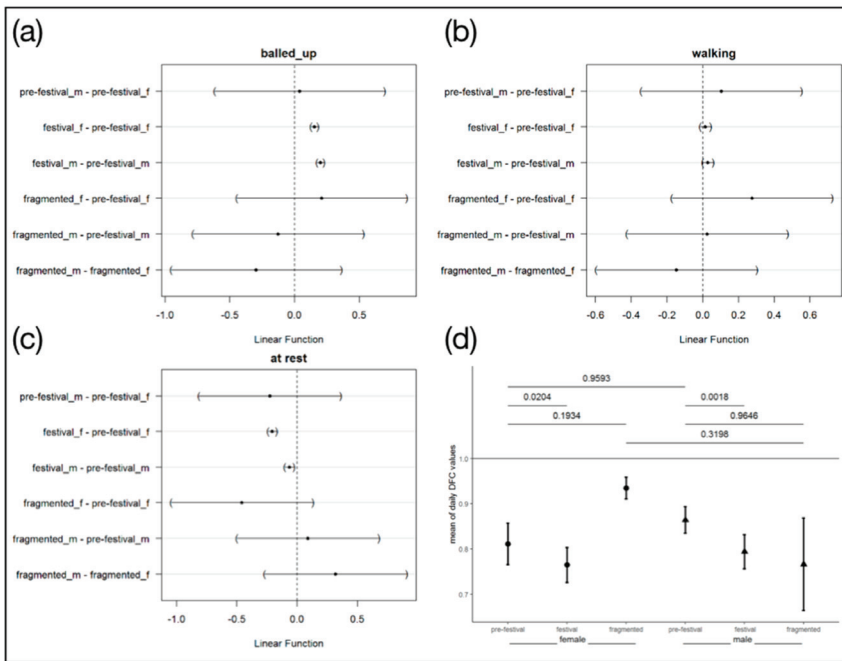 (a)
balled_up
pre-festival_m - pre-festival_f
festival_f - pre-festival_f
festival_m - pre-festival_m
fragmented_f - pre-festival_f
fragmented_m - pre-festival_m
fragmented_m - fragmented_f
-1.0 -0.5 0.0 0.5
Linear Function
(b)
walking
pre-festival_m - pre-festival_f
festival_f - pre-festival_f
festival_m - pre-festival_m
fragmented_f - pre-festival_f
fragmented_m - pre-festival_m
fragmented_m - fragmented_f
-0.6 -0.4 -0.2 0.0 0.2 0.4 0.6
Linear Function
(c)
at rest
pre-festival_m - pre-festival_f
festival_f - pre-festival_f
festival_m - pre-festival_m
fragmented_f - pre-festival_f
fragmented_m - pre-festival_m
fragmented_m - fragmented_f
-1.0 -0.5 0.0 0.5
Linear Function
(d)
0.9593
0.0204 0.0018
0.1934 0.9646
0.3198
mean of daily DFC values
1.0
0.9
0.8
0.7
pre-festival festival fragmented pre-festival festival fragmented
female male